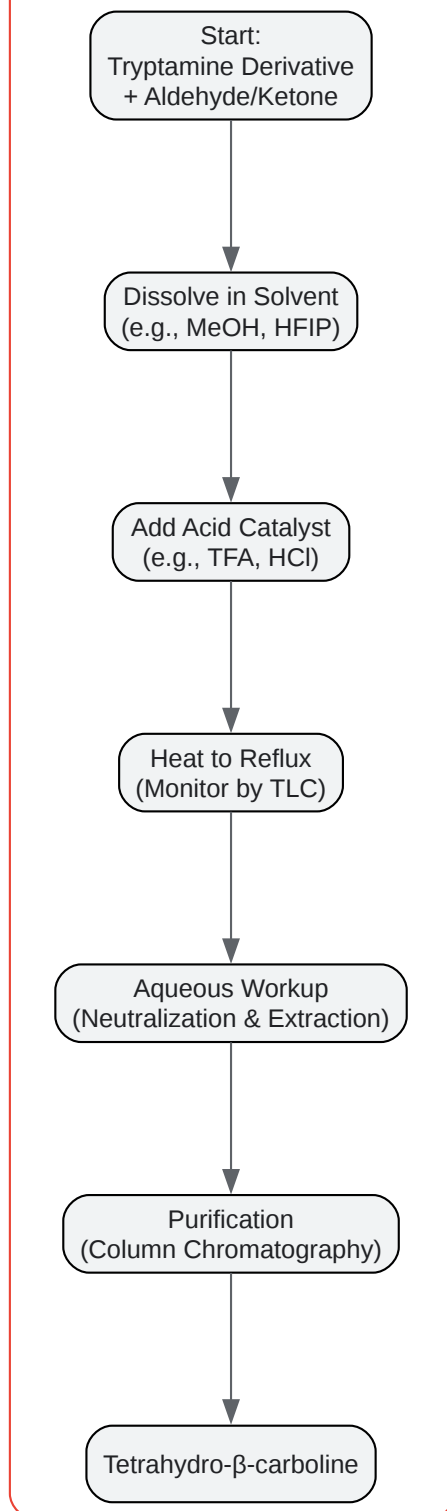 Start:
Tryptamine Derivative
+ Aldehyde/Ketone
Dissolve in Solvent
(e.g., MeOH, HFIP)
Add Acid Catalyst
(e.g., TFA, HCl)
Heat to Reflux
(Monitor by TLC)
Aqueous Workup
(Neutralization & Extraction)
Purification
(Column Chromatography)
Tetrahydro-β-carboline